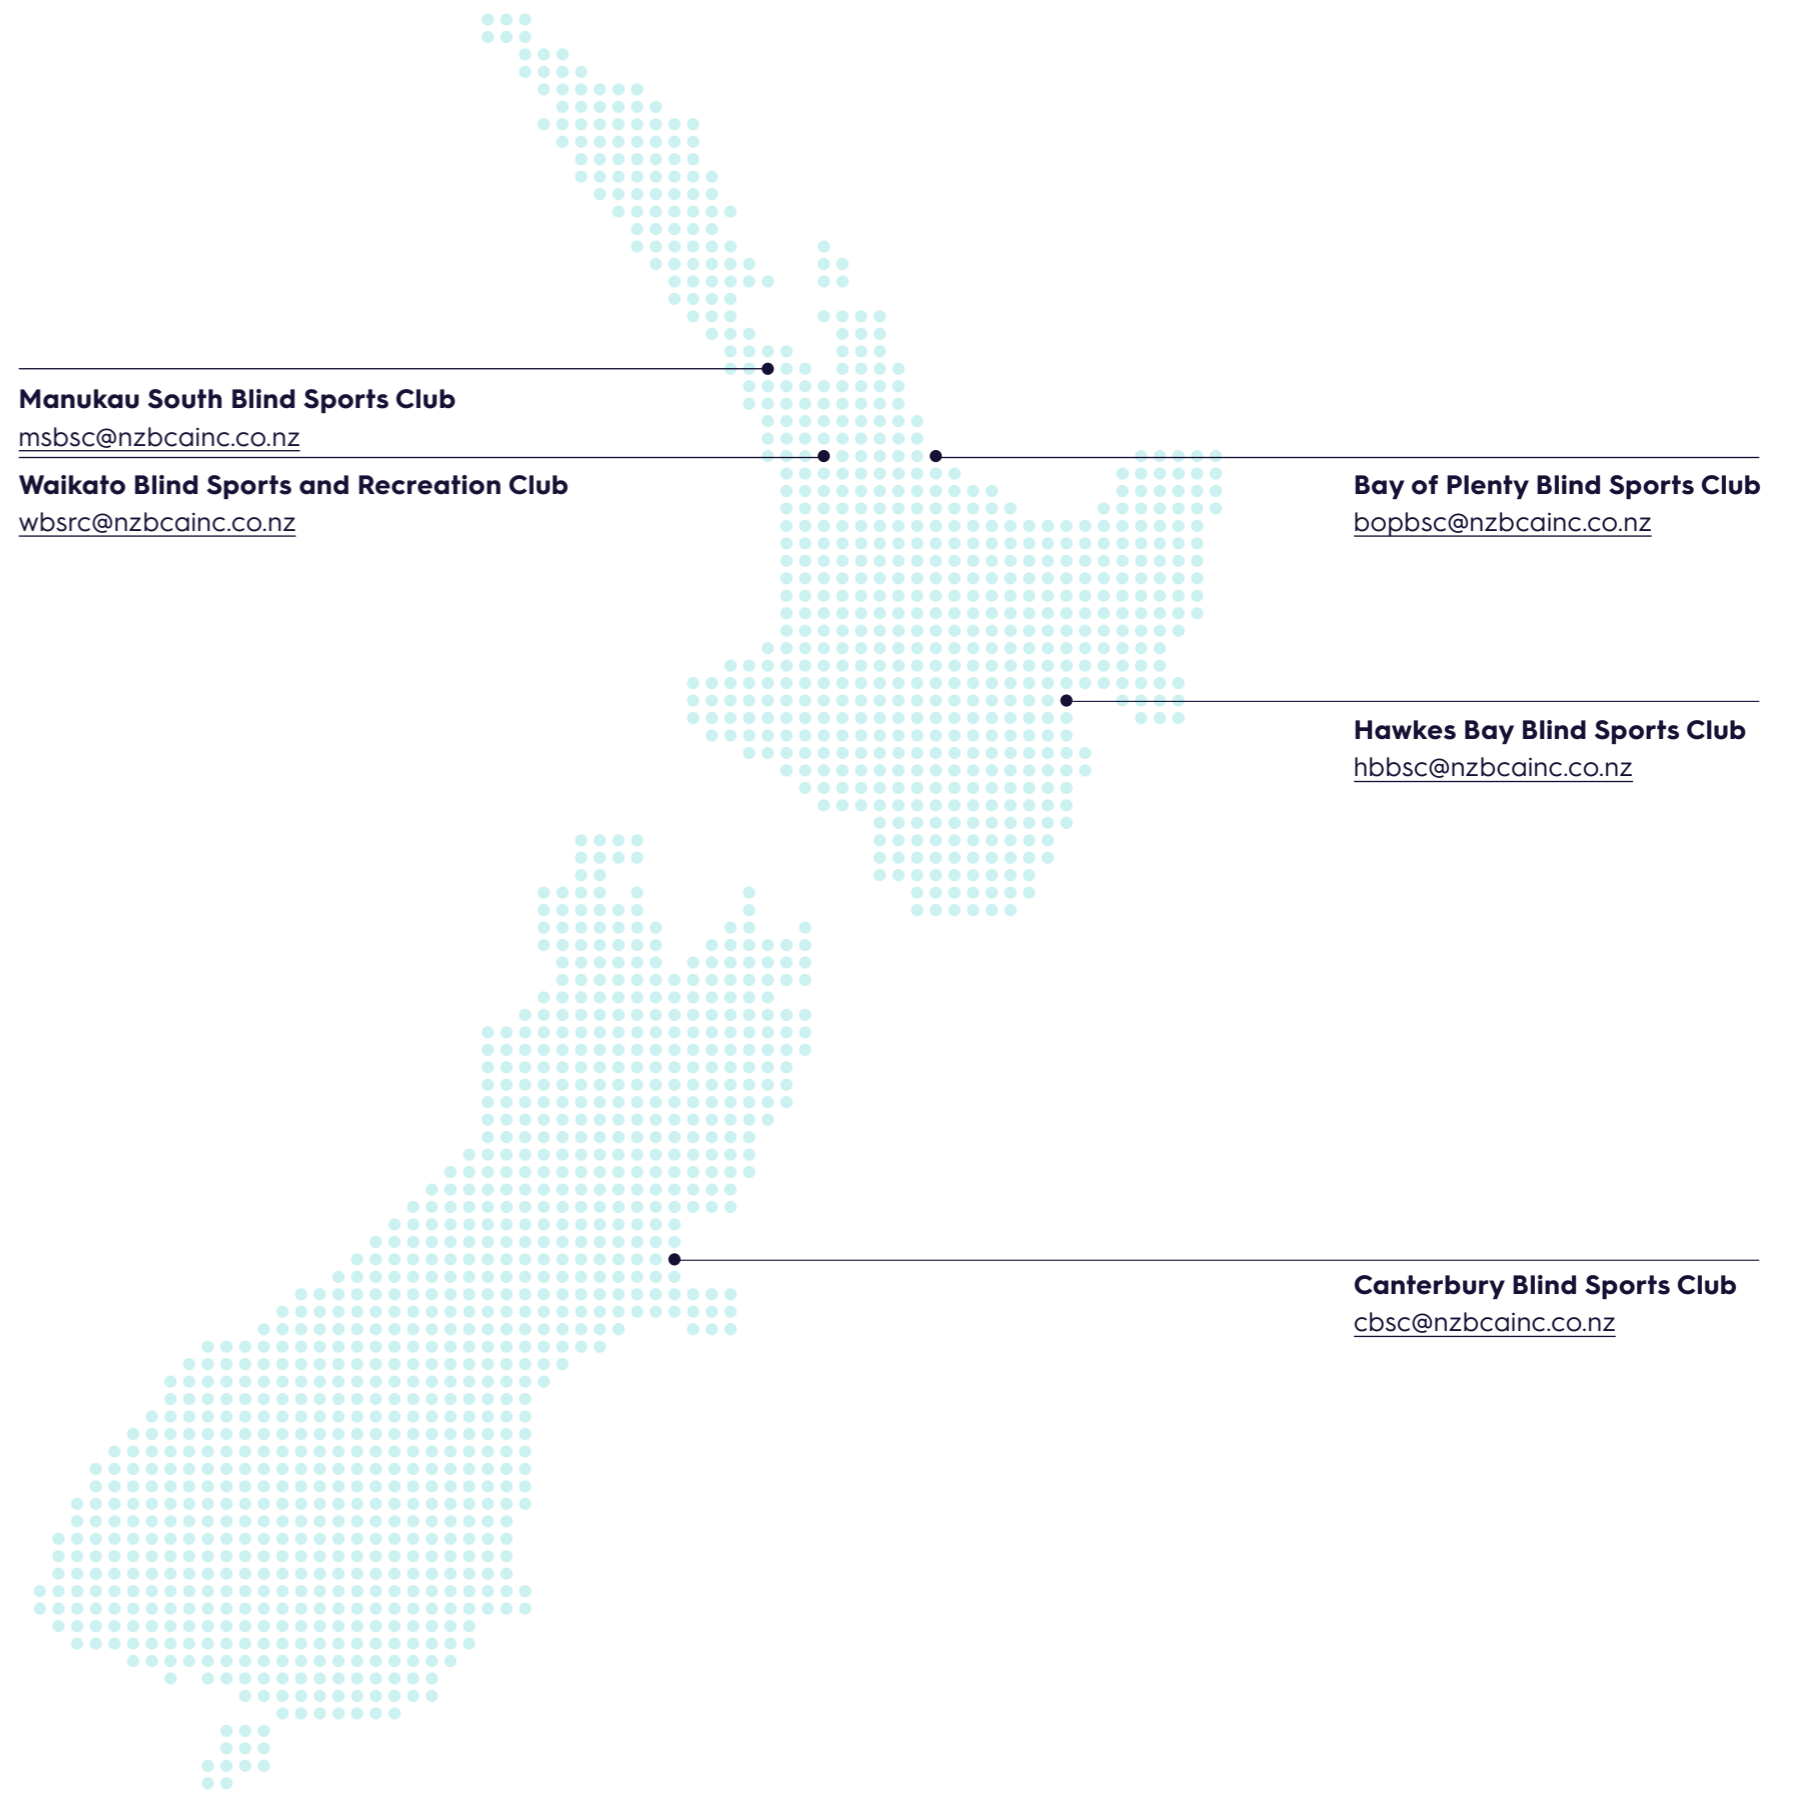 Manukau South Blind Sports Club
msbsc@nzbcainc.co.nz
Waikato Blind Sports and Recreation Club
wbsrc@nzbcainc.co.nz
Bay of Plenty Blind Sports Club
bopbsc@nzbcainc.co.nz
Hawkes Bay Blind Sports Club
hbbsc@nzbcainc.co.nz
Canterbury Blind Sports Club
cbsc@nzbcainc.co.nz